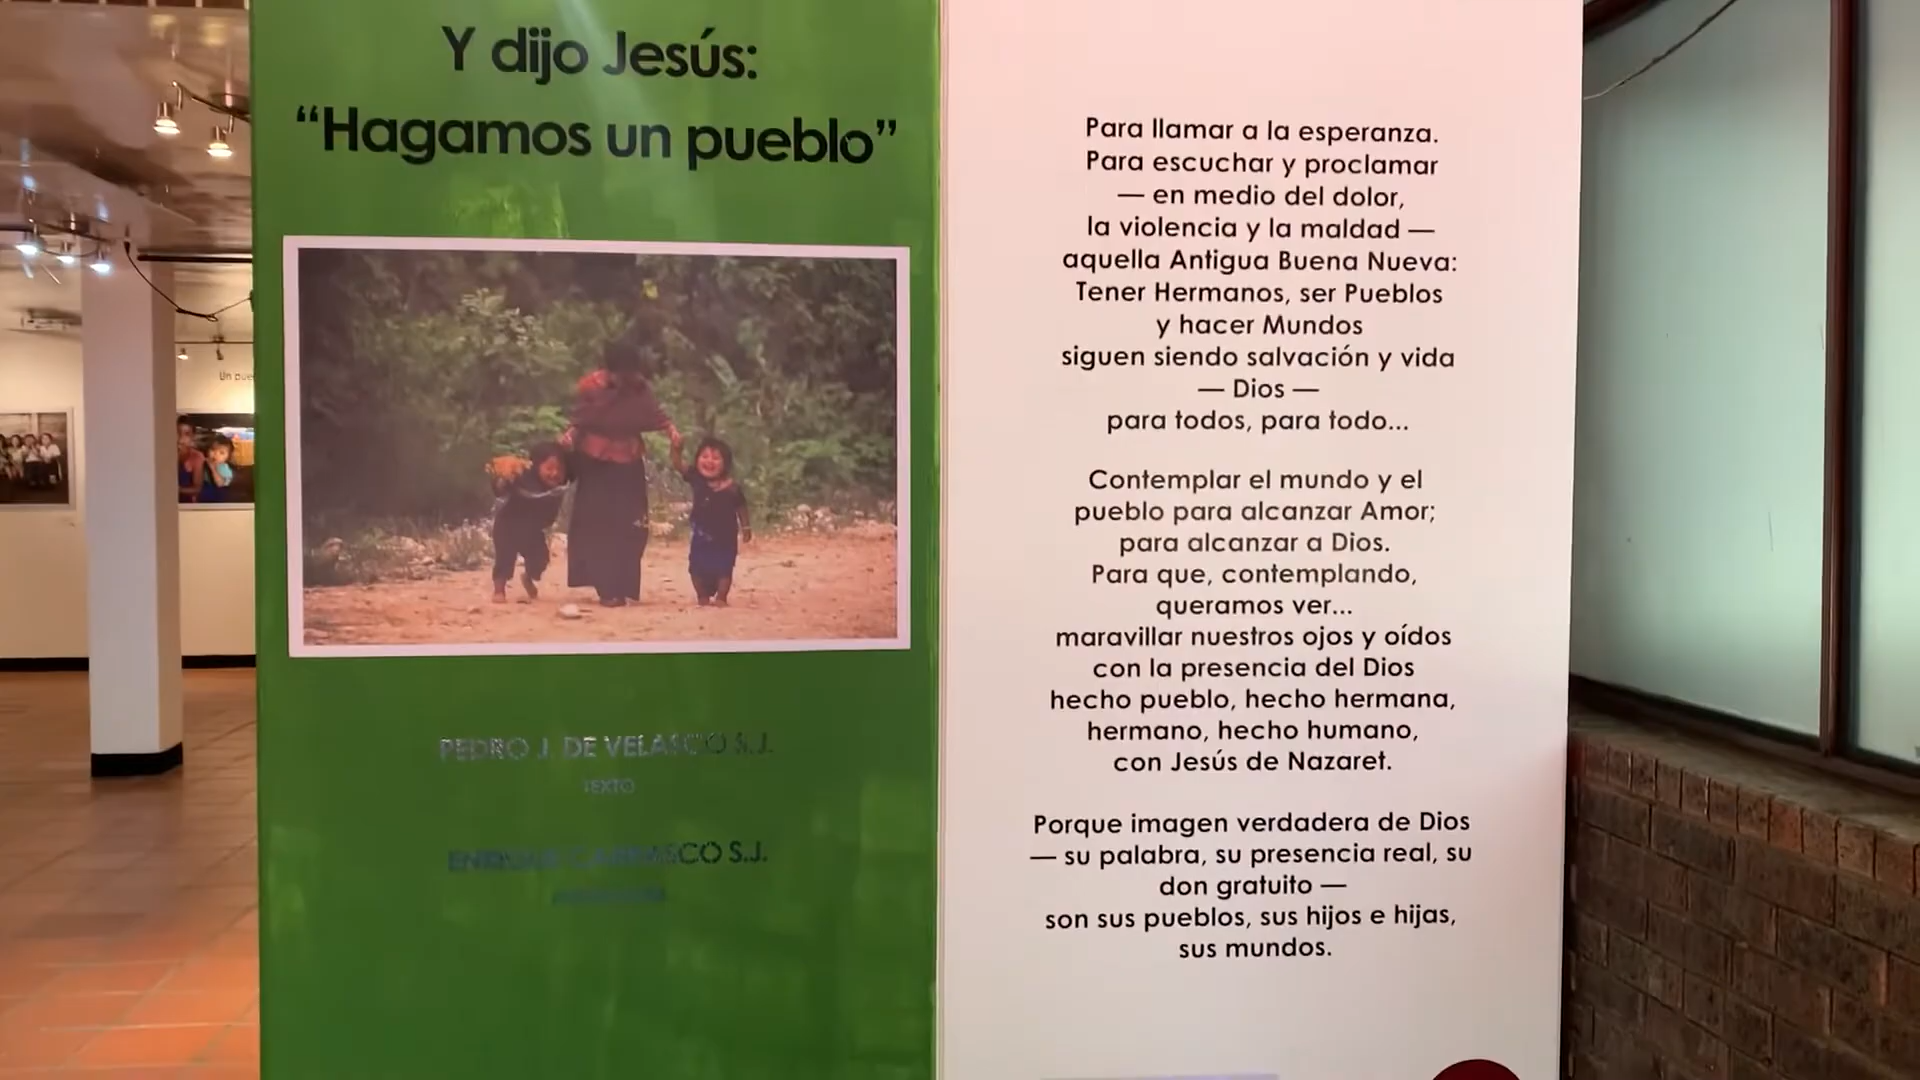 Y dijo Jesús:
“Hagamos un pueblo”
PEDRO J. DE VELASCO S.J.
TEXTO
ENRIQUE CARRASCO S.J.
Para llamar a la esperanza.
Para escuchar y proclamar
— en medio del dolor,
la violencia y la maldad —
aquella Antigua Buena Nueva:
Tener Hermanos, ser Pueblos
y hacer Mundos
siguen siendo salvación y vida
— Dios —
para todos, para todo...
Contemplar el mundo y el
pueblo para alcanzar Amor;
para alcanzar a Dios.
Para que, contemplando,
queramos ver...
maravillar nuestros ojos y oídos
con la presencia del Dios
hecho pueblo, hecho hermana,
hermano, hecho humano,
con Jesús de Nazaret.
Porque imagen verdadera de Dios
— su palabra, su presencia real, su
don gratuito —
son sus pueblos, sus hijos e hijas,
sus mundos.
Un